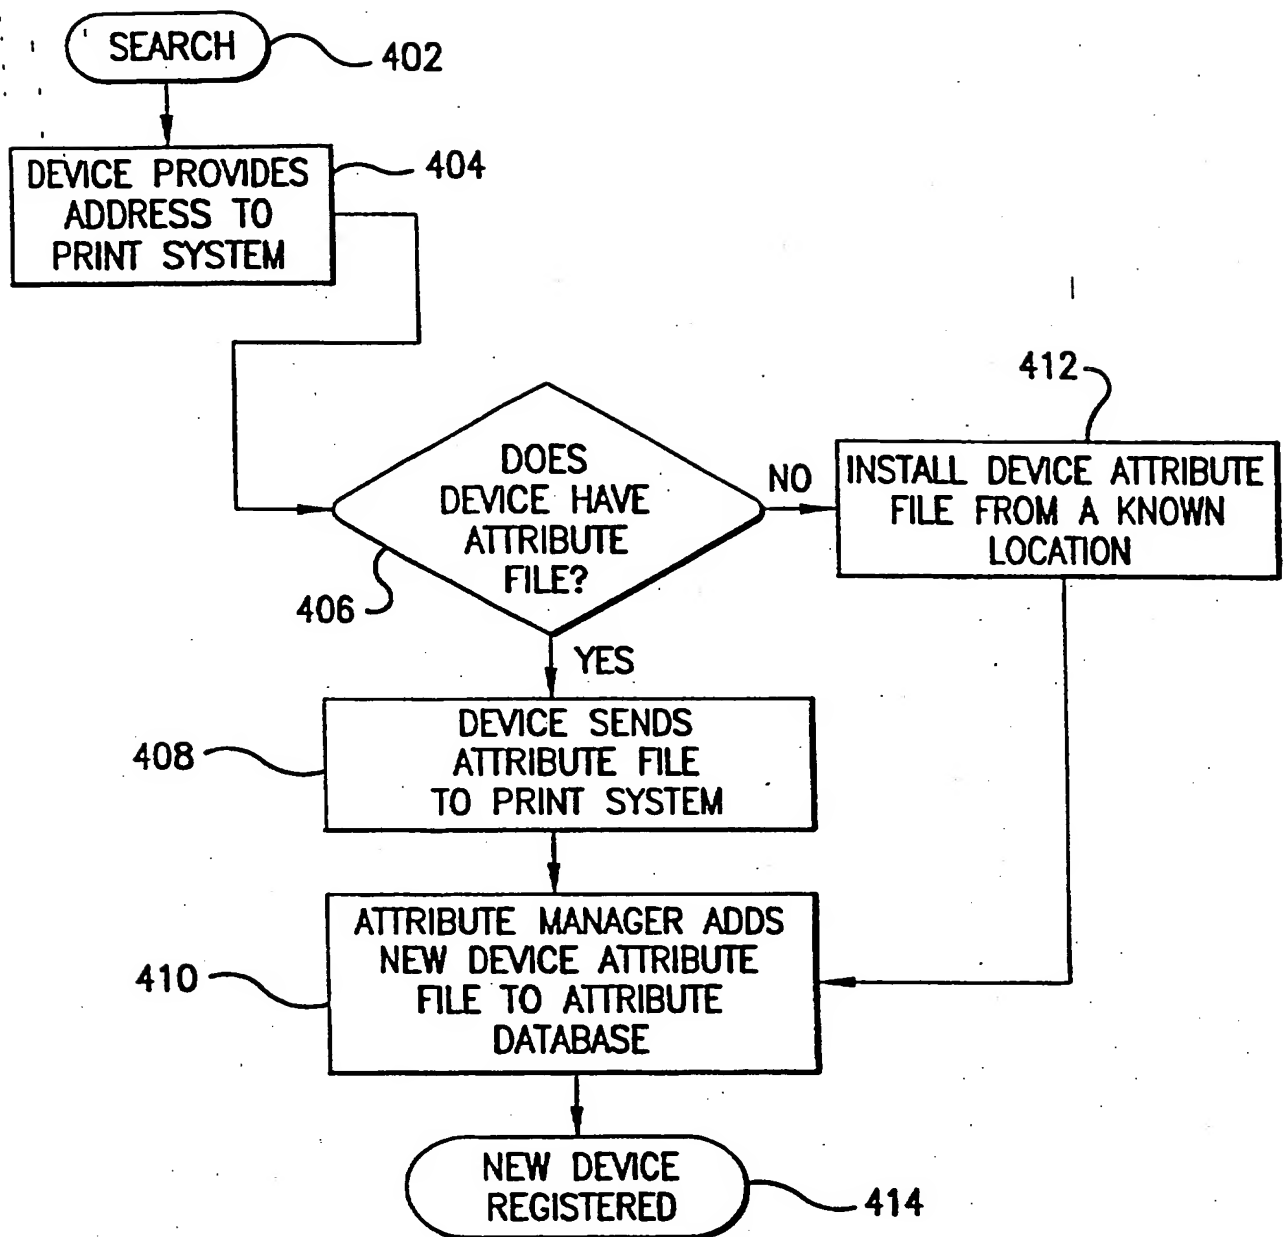 SEARCH
402
DEVICE PROVIDES
ADDRESS TO
PRINT SYSTEM
404
DOES
DEVICE HAVE
ATTRIBUTE
FILE?
406
NO
412
INSTALL DEVICE ATTRIBUTE
FILE FROM A KNOWN
LOCATION
YES
DEVICE SENDS
ATTRIBUTE FILE
TO PRINT SYSTEM
408
ATTRIBUTE MANAGER ADDS
NEW DEVICE ATTRIBUTE
FILE TO ATTRIBUTE
DATABASE
410
NEW DEVICE
REGISTERED
414